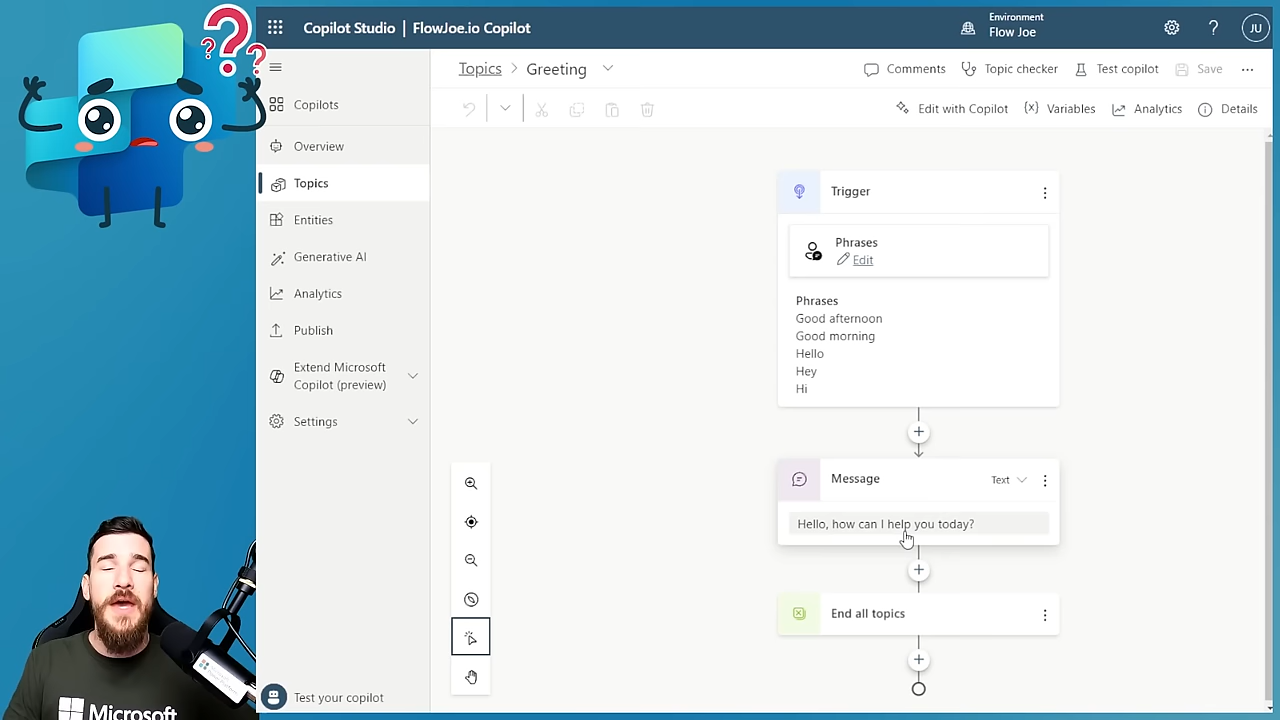 ???
Copilot Studio | FlowJoe.io Copilot
Environment
Flow Joe
?
JU
Topics > Greeting
Comments
Topic checker
Test copilot
Save
...
Edit with Copilot
{x} Variables
Analytics
Details
Copilots
Overview
Topics
Entities
Generative AI
Analytics
Publish
Extend Microsoft
Copilot (preview)
Settings
Test your copilot
Trigger
Phrases
Edit
Phrases
Good afternoon
Good morning
Hello
Hey
Hi
Message
Text
Hello, how can I help you today?
End all topics
Microsoft